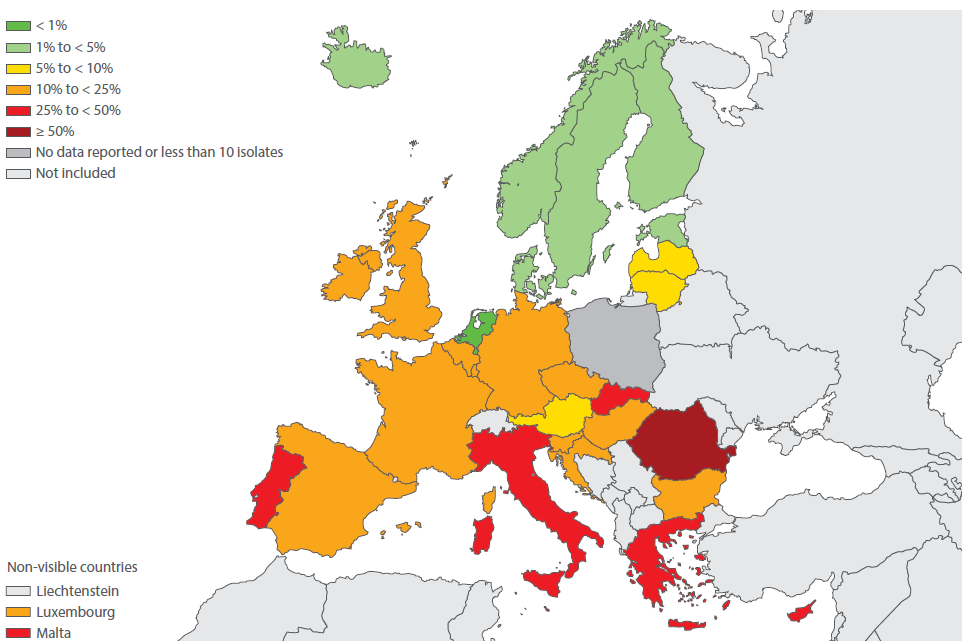 < 1%
1% to < 5%
5% to < 10%
10% to < 25%
25% to < 50%
≥ 50%
No data reported or less than 10 isolates
Not included
Non-visible countries
Liechtenstein
Luxembourg
Malta